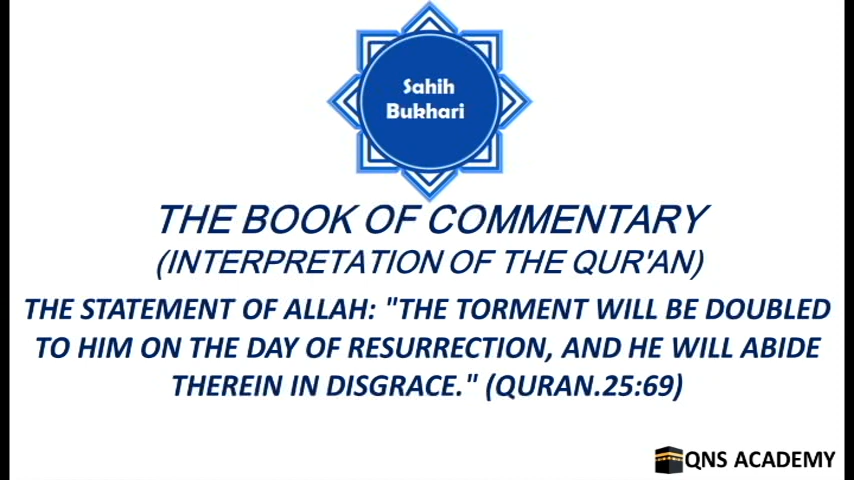 Sahih
Bukhari
THE BOOK OF COMMENTARY
(INTERPRETATION OF THE QUR'AN)
THE STATEMENT OF ALLAH: "THE TORMENT WILL BE DOUBLED
TO HIM ON THE DAY OF RESURRECTION, AND HE WILL ABIDE
THEREIN IN DISGRACE." (QURAN.25:69)
QNS ACADEMY